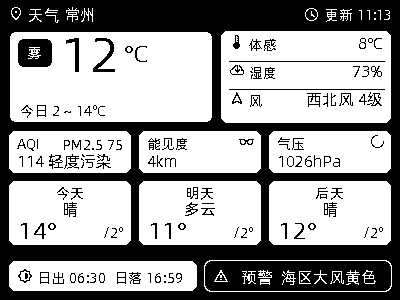 天气 常州
更新 11:13
雾
12 °C
今日 2 ~ 14°C
体感 8°C
湿度 73%
风 西北风 4级
AQI PM2.5 75
114 轻度污染
能见度
4km
气压
1026hPa
今天
晴
14° /2°
明天
多云
11° /2°
后天
晴
12° /2°
日出 06:30 日落 16:59
预警 海区大风黄色